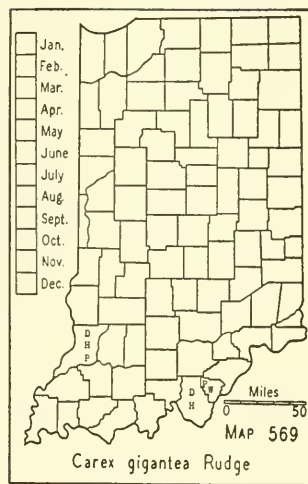 Jan.
Feb.
Mar.
Apr.
May
June
July
Aug.
Sept.
Oct.
Nov.
Dec.
D
H
P
P
W
D
H
Miles
0 50
MAP 569
Carex gigantea Rudge